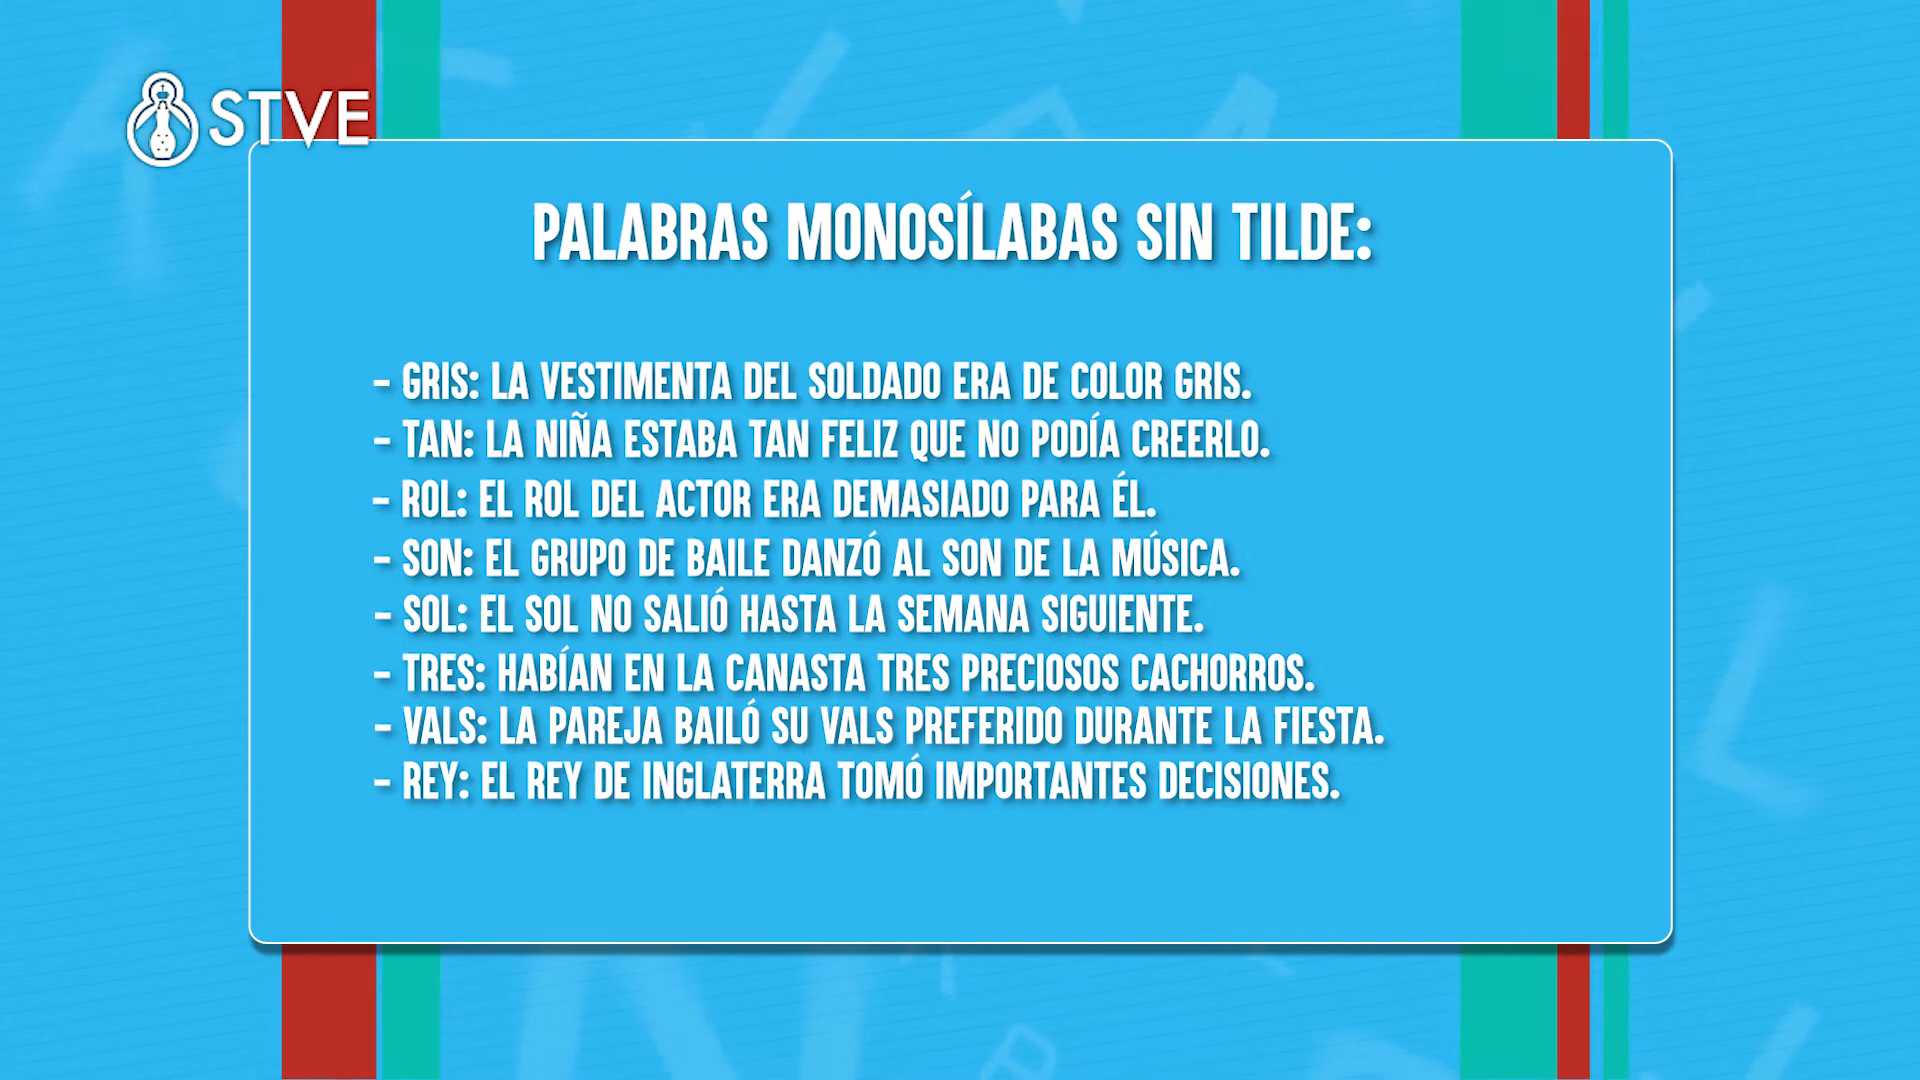 STVE
PALABRAS MONOSÍLABAS SIN TILDE:
- GRIS: LA VESTIMENTA DEL SOLDADO ERA DE COLOR GRIS.
- TAN: LA NIÑA ESTABA TAN FELIZ QUE NO PODÍA CREERLO.
- ROL: EL ROL DEL ACTOR ERA DEMASIADO PARA ÉL.
- SON: EL GRUPO DE BAILE DANZÓ AL SON DE LA MÚSICA.
- SOL: EL SOL NO SALIÓ HASTA LA SEMANA SIGUIENTE.
- TRES: HABÍAN EN LA CANASTA TRES PRECIOSOS CACHORROS.
- VALS: LA PAREJA BAILÓ SU VALS PREFERIDO DURANTE LA FIESTA.
- REY: EL REY DE INGLATERRA TOMÓ IMPORTANTES DECISIONES.